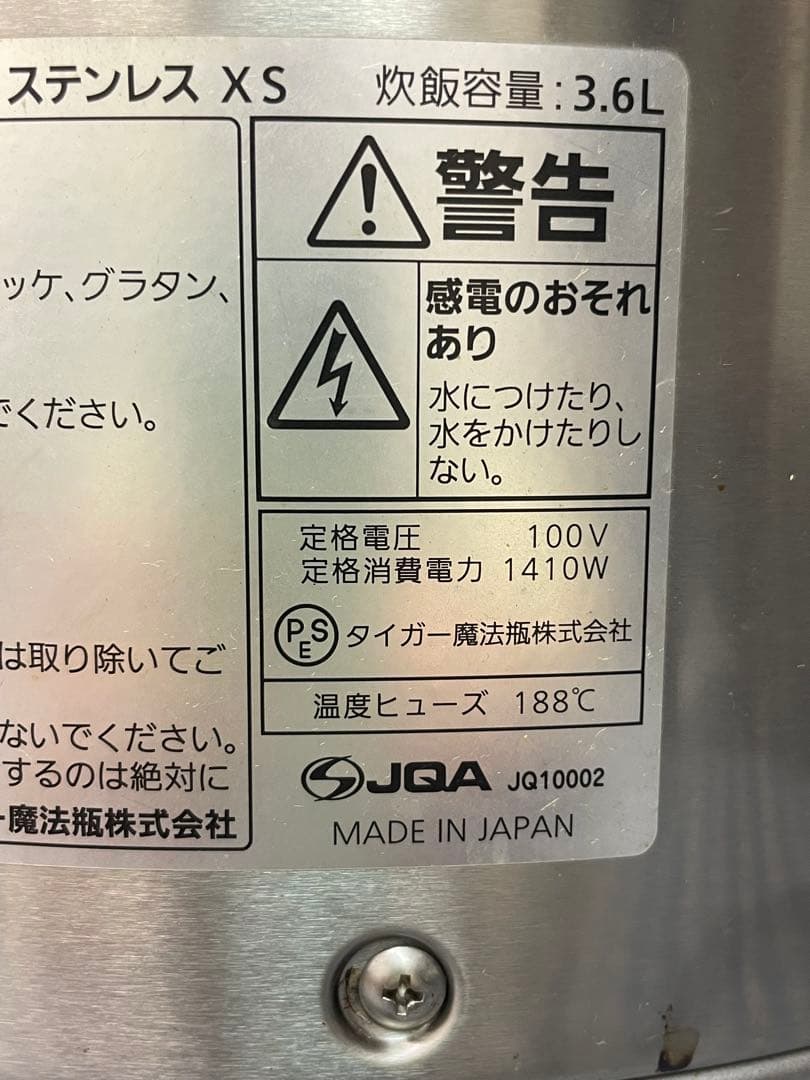 ステンレス XS 炊飯容量:3.6L
ッケ、グラタン、
でください。
は取り除いてご
ないでください。
するのは絶対に
ー魔法瓶株式会社
警告
感電のおそれ
あり
水につけたり、
水をかけたりし
ない。
定格電圧 100V
定格消費電力 1410W
PSE タイガー魔法瓶株式会社
温度ヒューズ 188℃
JQA JQ10002
MADE IN JAPAN